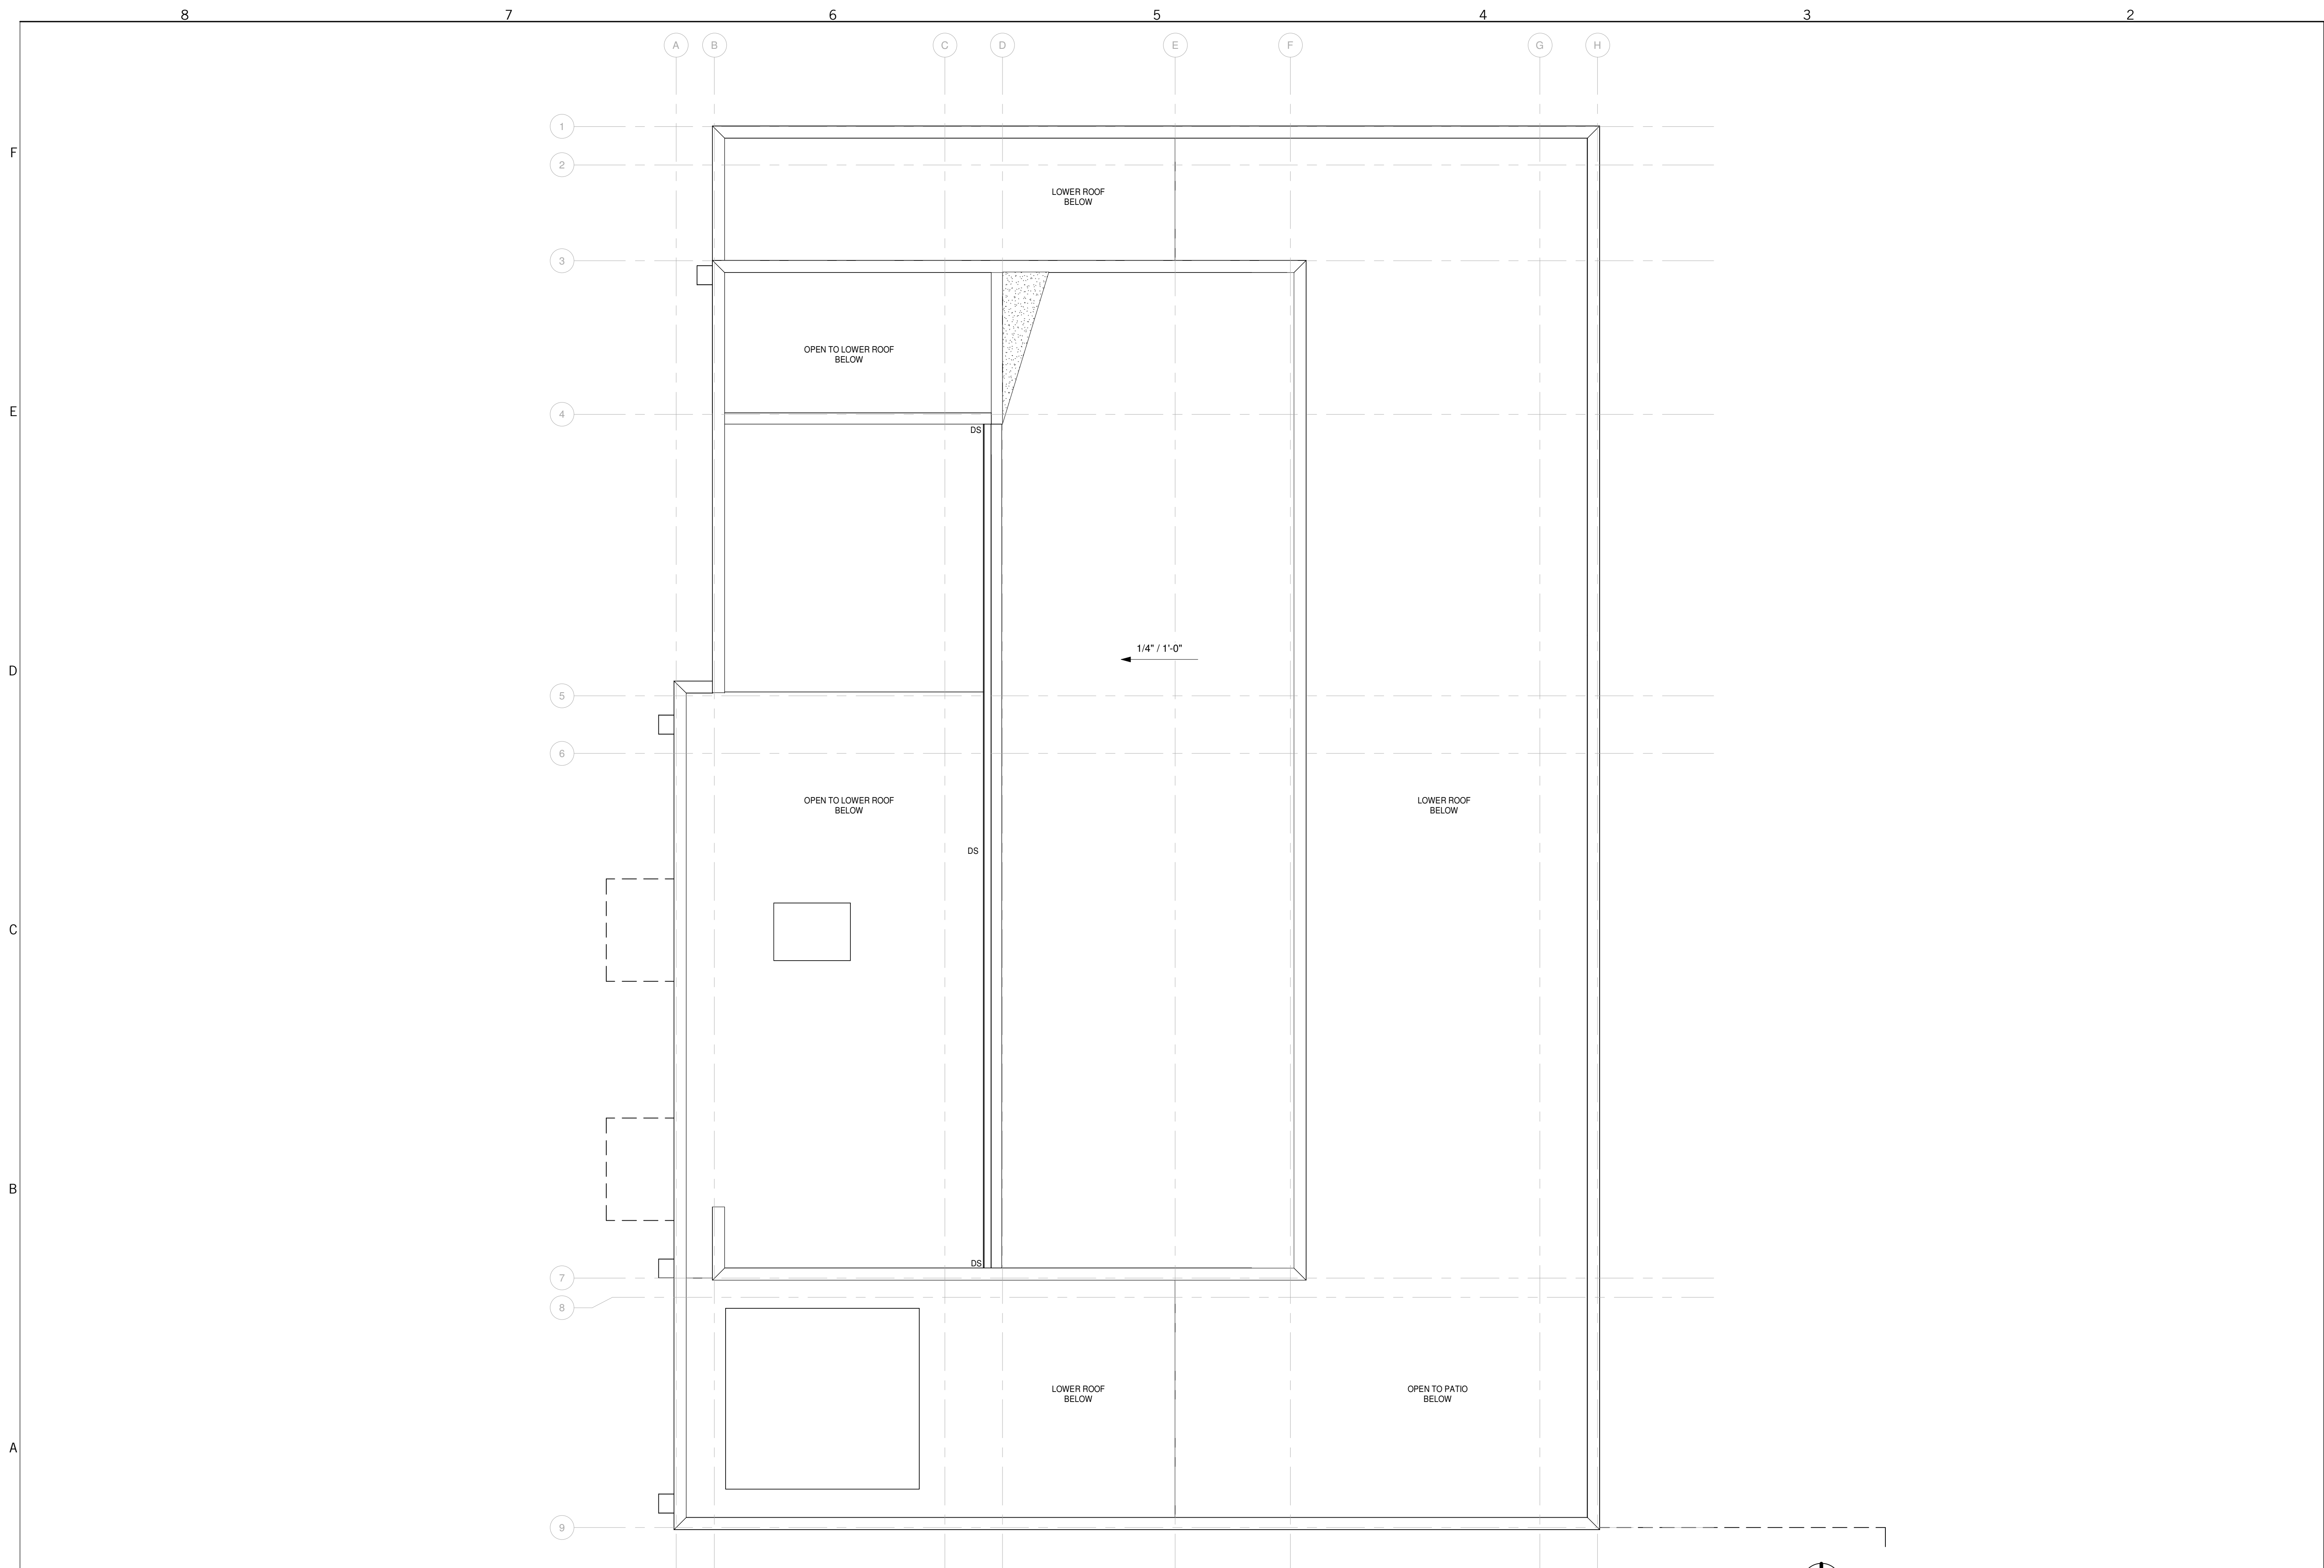 8 7 6 5 4 3 2
A B C D E F G H
1
F
2
LOWER ROOF
BELOW
3
OPEN TO LOWER ROOF
BELOW
E
4
DS
1/4" / 1'-0"
D
5
6
OPEN TO LOWER ROOF
BELOW
LOWER ROOF
BELOW
DS
C
B
DS
7
8
LOWER ROOF
BELOW
OPEN TO PATIO
BELOW
A
9